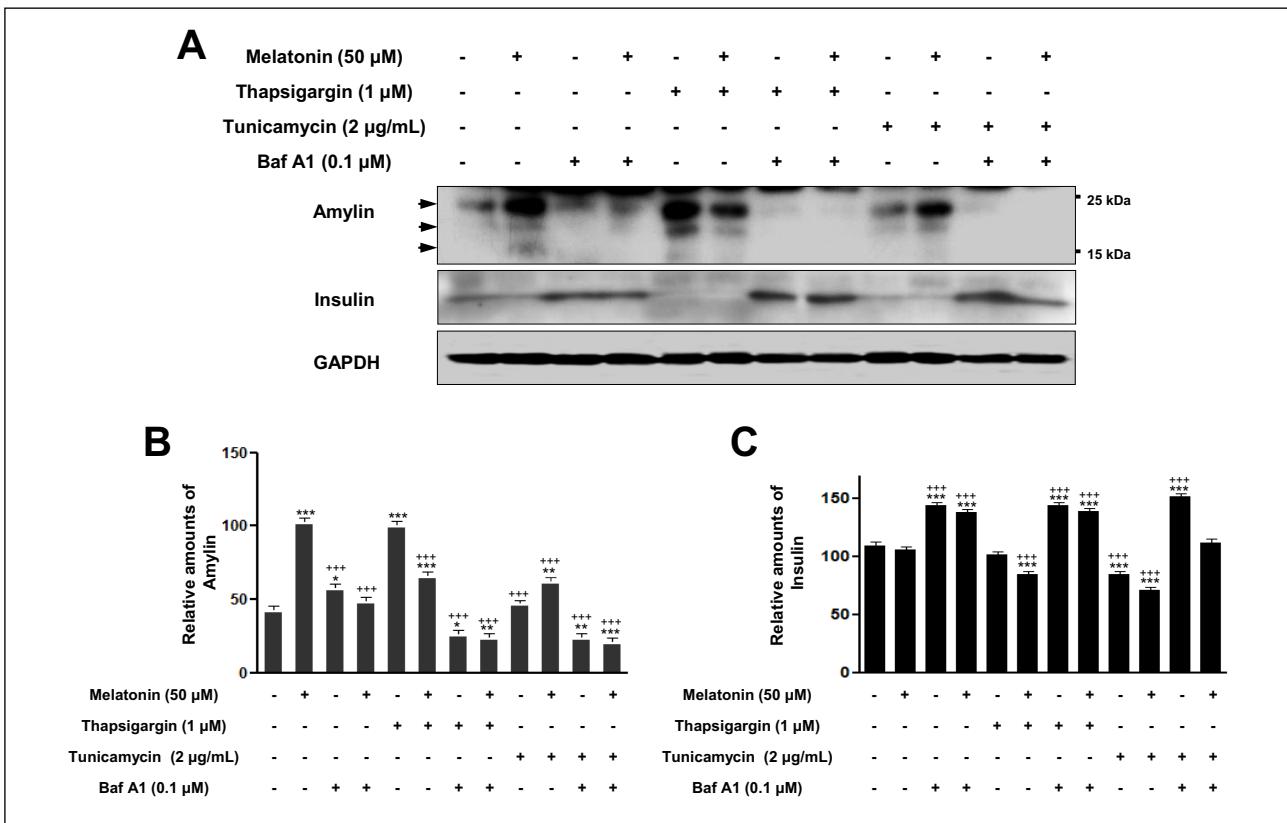 A
Melatonin (50 µM) - + - + - + - + - + - +
Thapsigargin (1 µM) - - - - + + + + - - - -
Tunicamycin (2 µg/mL) - - - - - - - - + + + +
Baf A1 (0.1 µM) - - + + - - + + - - + +
Amylin
25 kDa
15 kDa
Insulin
GAPDH
B
Relative amounts of
Amylin
150
100
50
0
***
+++
*
+++
***
+++
***
+++
*
+++
**
+++
+++
**
+++
**
+++
***
Melatonin (50 µM) - + - + - + - + - + - +
Thapsigargin (1 µM) - - - - + + + + - - - -
Tunicamycin (2 µg/mL) - - - - - - - - + + + +
Baf A1 (0.1 µM) - - + + - - + + - - + +
C
Relative amounts of
Insulin
150
100
50
0
+++
***
+++
***
+++
***
+++
***
+++
***
+++
***
+++
***
+++
***
Melatonin (50 µM) - + - + - + - + - + - +
Thapsigargin (1 µM) - - - - + + + + - - - -
Tunicamycin (2 µg/mL) - - - - - - - - + + + +
Baf A1 (0.1 µM) - - + + - - + + - - + +